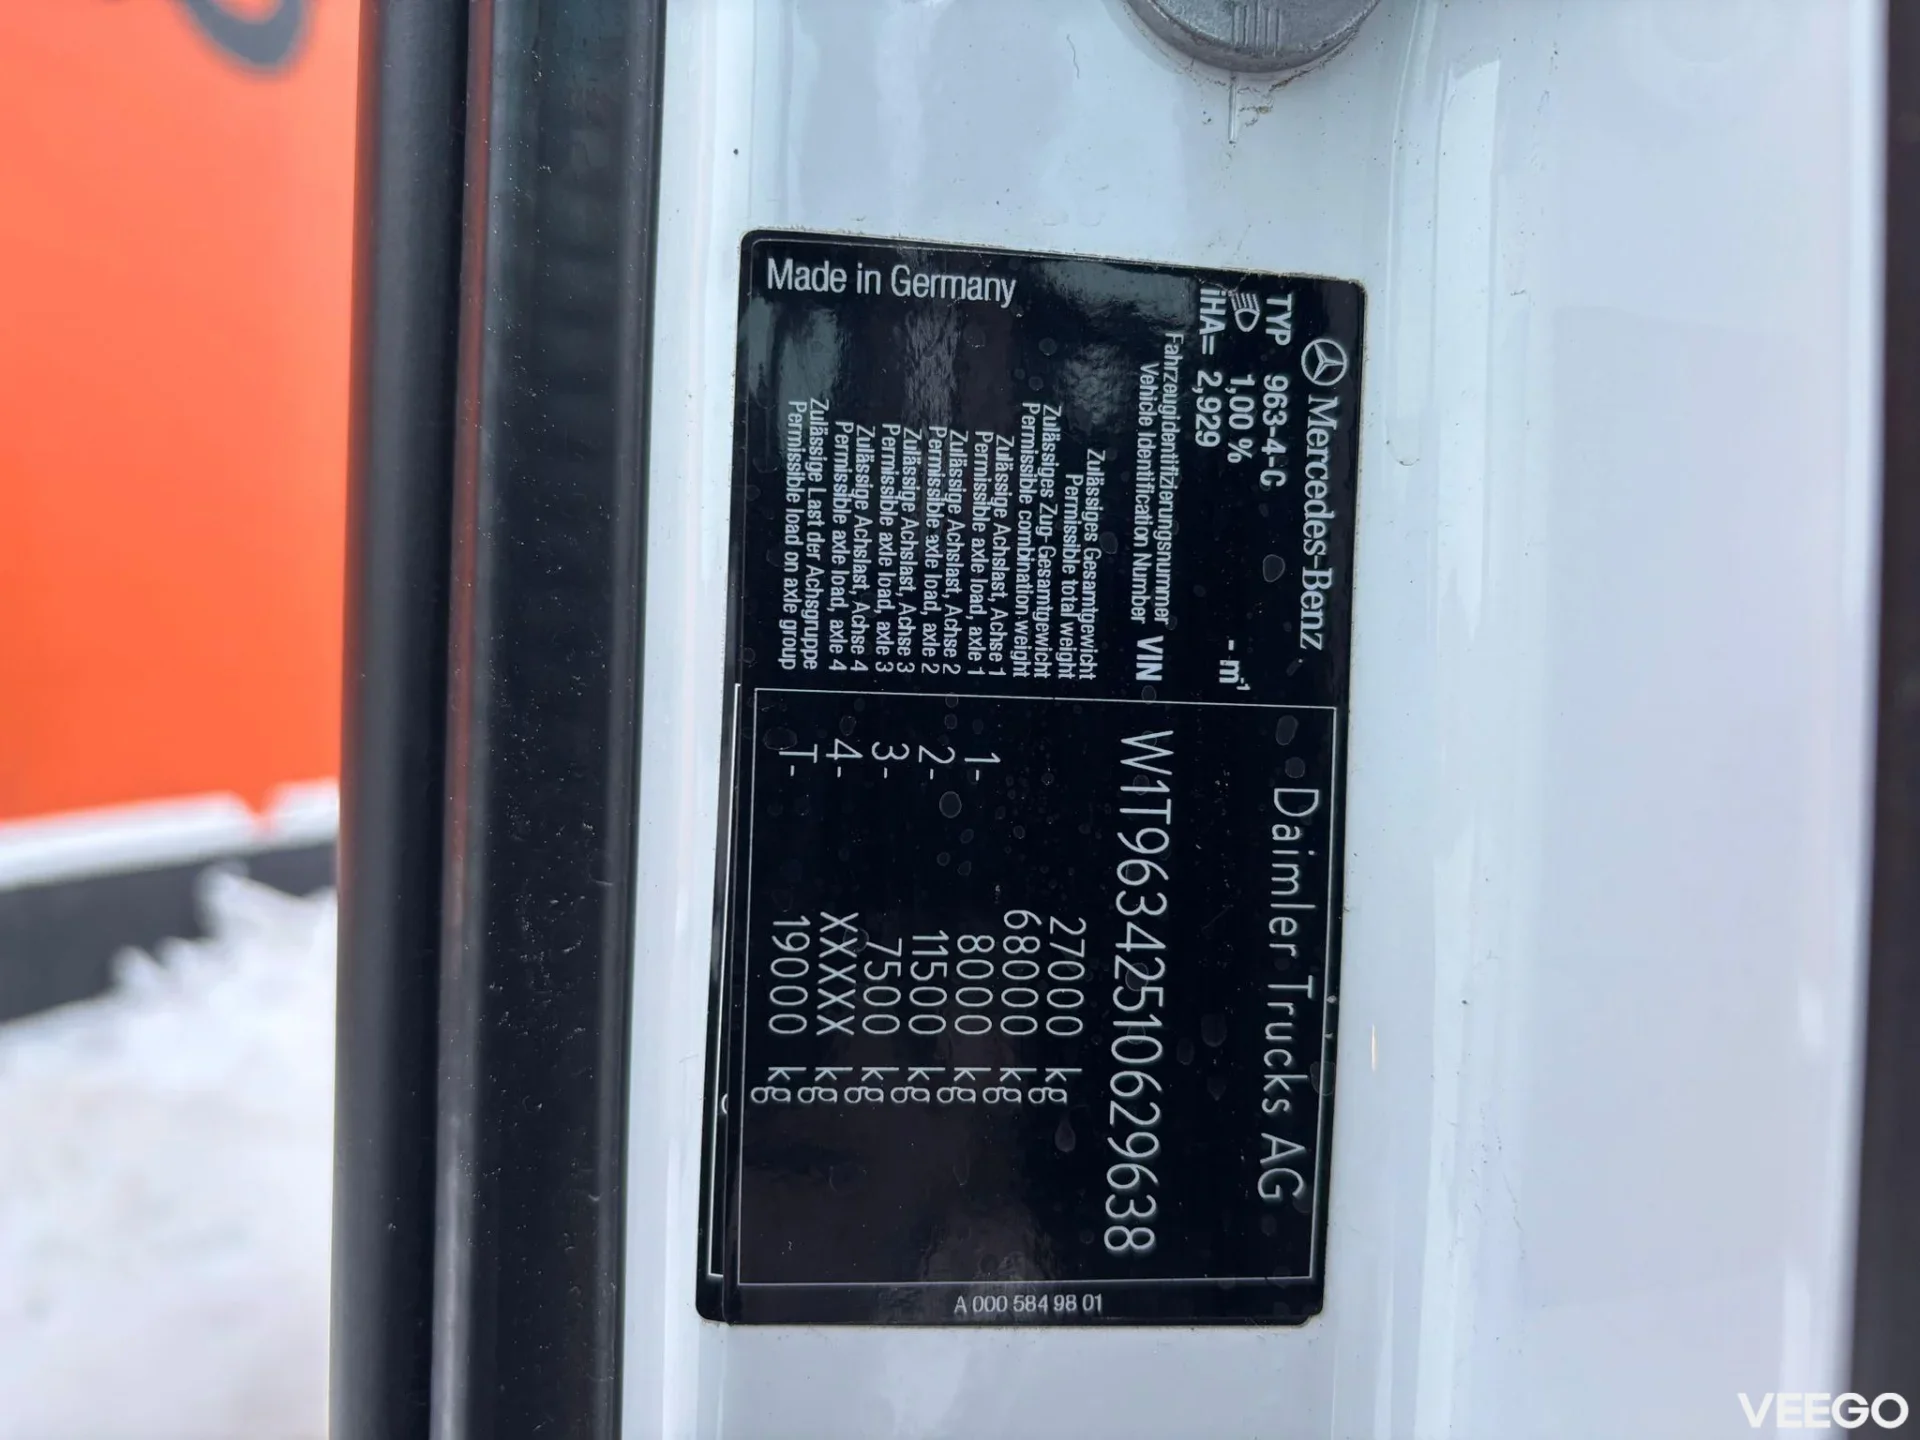 Mercedes-Benz
TYP 963-4-C
1,00 % - m-1
iHA= 2,929
Daimler Trucks AG
Fahrzeugidentifizierungsnummer
Vehicle Identification Number VIN W1T96342510629638
Zulässiges Gesamtgewicht
Permissible total weight 27000 kg
Zulässiges Zug-Gesamtgewicht
Permissible combination weight 68000 kg
Zulässige Achslast, Achse 1
Permissible axle load, axle 1 1- 8000 kg
Zulässige Achslast, Achse 2
Permissible axle load, axle 2 2- 11500 kg
Zulässige Achslast, Achse 3
Permissible axle load, axle 3 3- 7500 kg
Zulässige Achslast, Achse 4
Permissible axle load, axle 4 4- XXXXX kg
Zulässige Last der Achsgruppe
Permissible load on axle group T- 19000 kg
Made in Germany
A 000 584 98 01
VEEGO